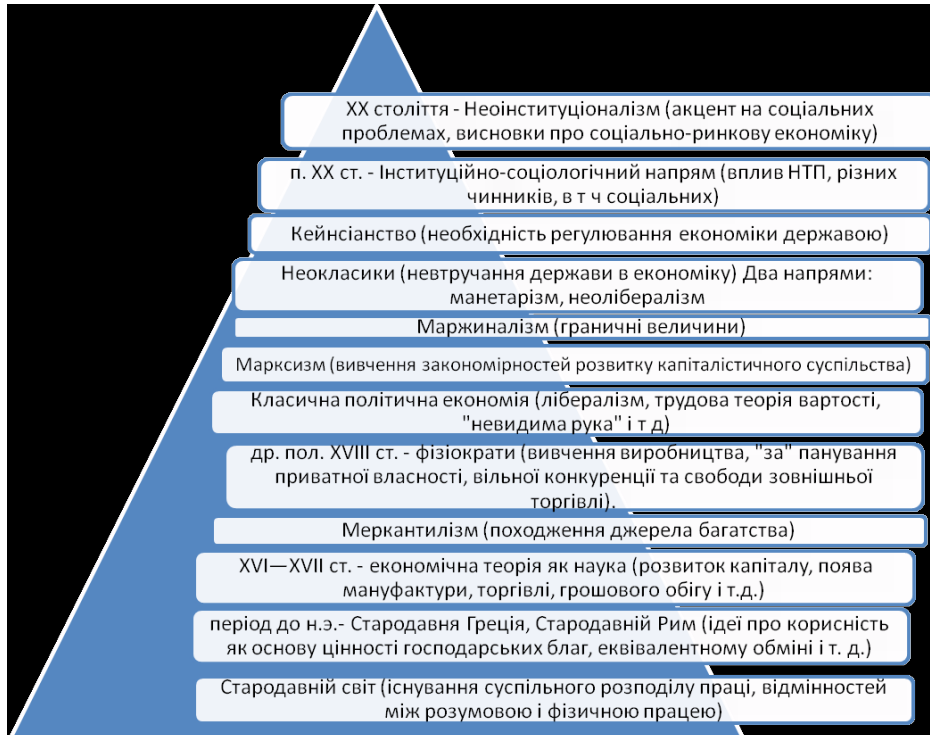 ХХ століття - Неоінституціоналізм (акцент на соціальних
проблемах, висновки про соціально-ринкову економіку)
п. ХХ ст. - Інституційно-соціологічний напрям (вплив НТП, різних
чинників, в т ч соціальних)
Кейнсіанство (необхідність регулювання економіки державою)
Неокласики (невтручання держави в економіку) Два напрями:
манетарізм, неолібералізм
Маржиналізм (граничні величини)
Марксизм (вивчення закономірностей розвитку капіталістичного суспільства)
Класична політична економія (лібералізм, трудова теорія вартості,
"невидима рука" і т д)
др. пол. XVIII ст. - фізіократи (вивчення виробництва, "за" панування
приватної власності, вільної конкуренції та свободи зовнішньої
торгівлі).
Меркантилізм (походження джерела багатства)
XVI—XVII ст. - економічна теорія як наука (розвиток капіталу, поява
мануфактури, торгівлі, грошового обігу і т.д.)
період до н.э.- Стародавня Греція, Стародавній Рим (ідеї про корисність
як основу цінності господарських благ, еквівалентному обміні і т. д.)
Стародавній світ (існування суспільного розподілу праці, відмінностей
між розумовою і фізичною працею)